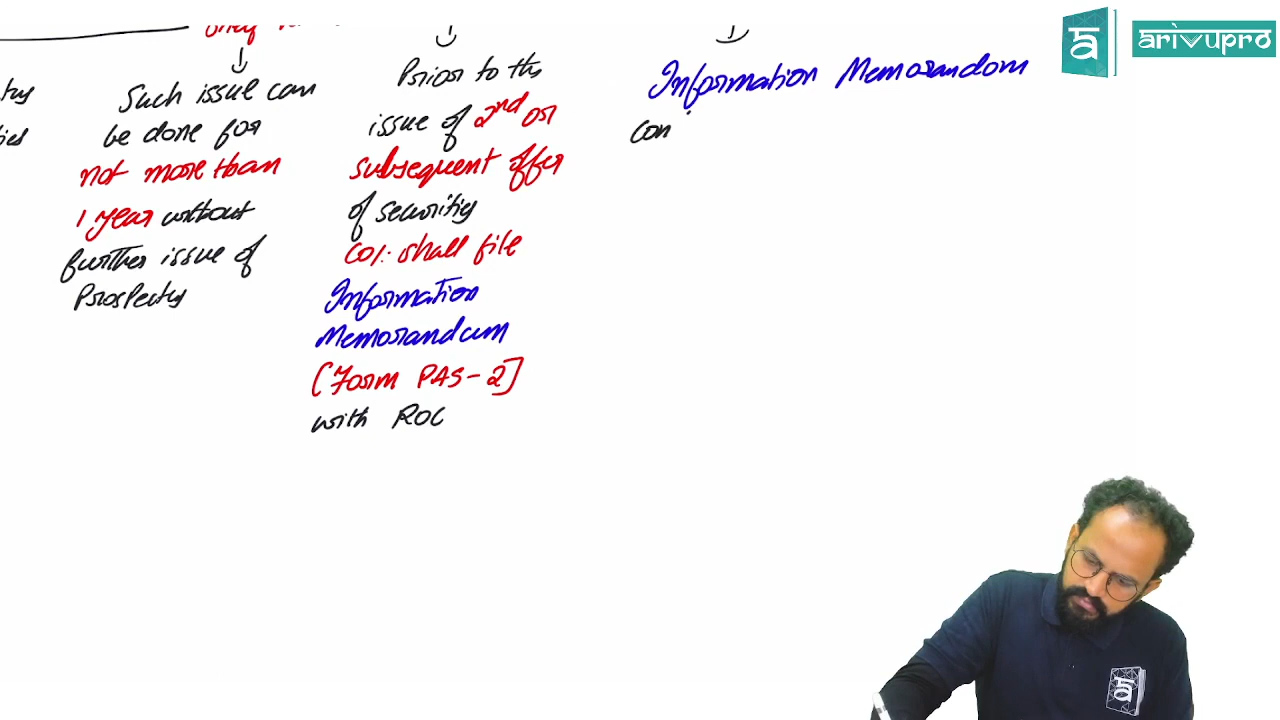 Such issue can
be done for
not more than
1 year without
further issue of
Prospectus
Prior to the
issue of 2nd or
subsequent offer
of securities
co/: shall file
Information
Memorandum
[Form PAS-2]
with ROC
Information Memorandom
con
arivupro